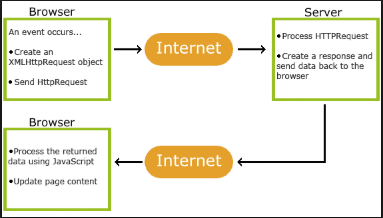 Browser
An event occurs...
•Create an
XMLHttpRequest object
•Send HttpRequest
Internet
Server
•Process HTTPRequest
•Create a response and
send data back to the
browser
Browser
•Process the returned
data using JavaScript
•Update page content
Internet